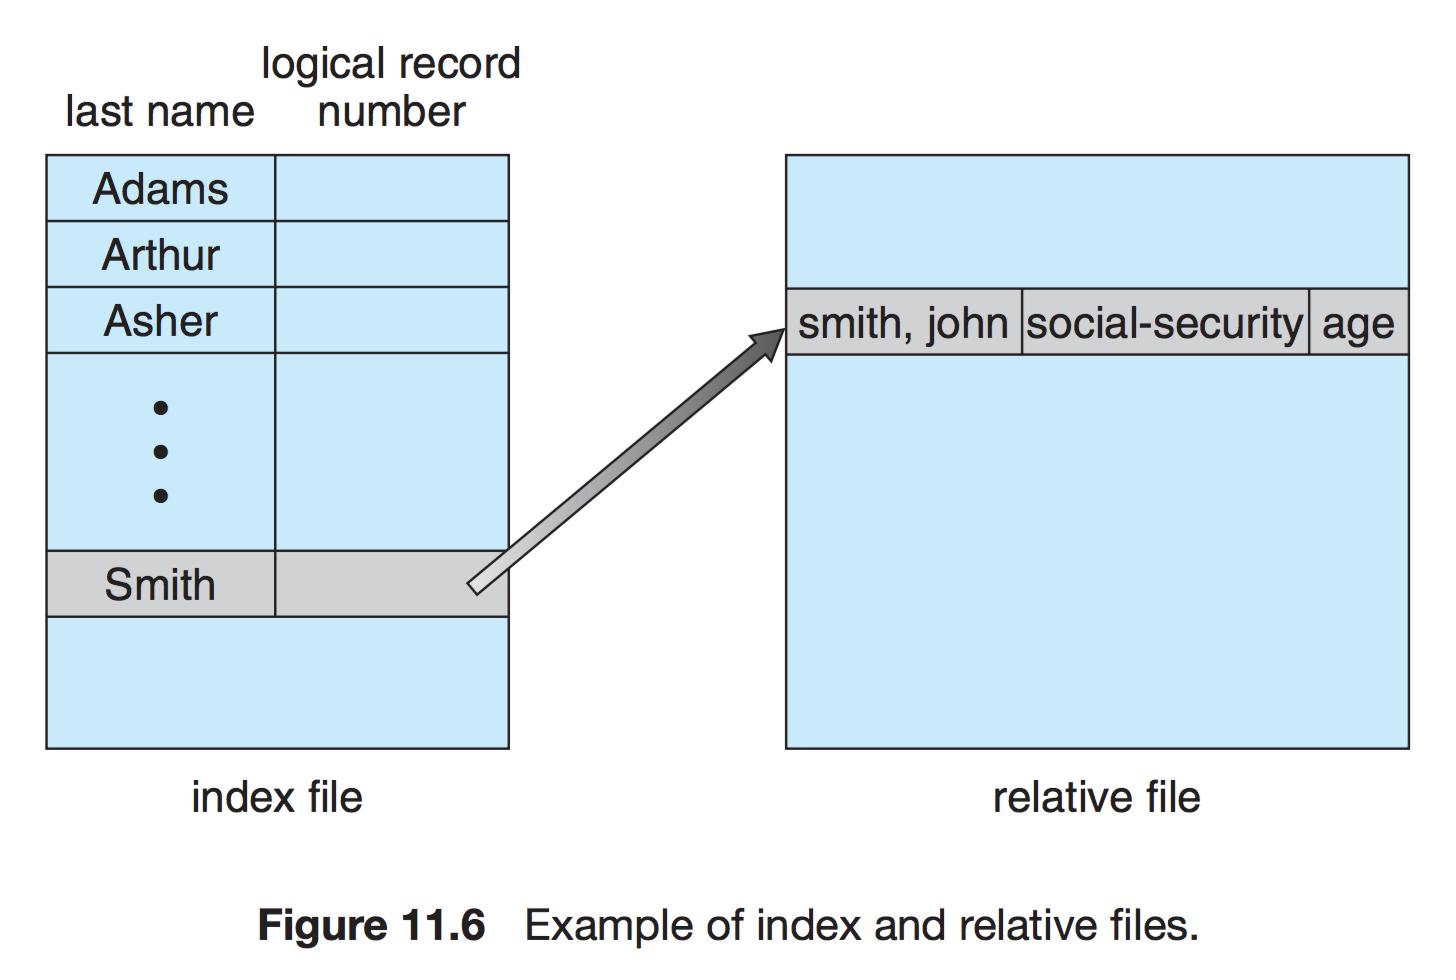 logical record
last name number
Adams
Arthur
Asher
smith, john social-security age
Smith
index file
relative file
Figure 11.6 Example of index and relative files.